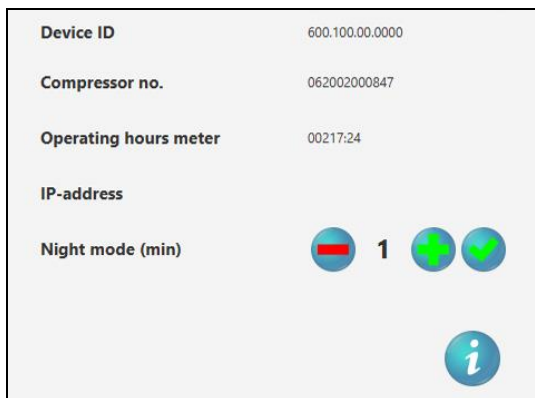 Device ID 600.100.00.0000
Compressor no. 062002000847
Operating hours meter 00217:24
IP-address
Night mode (min) 1
i